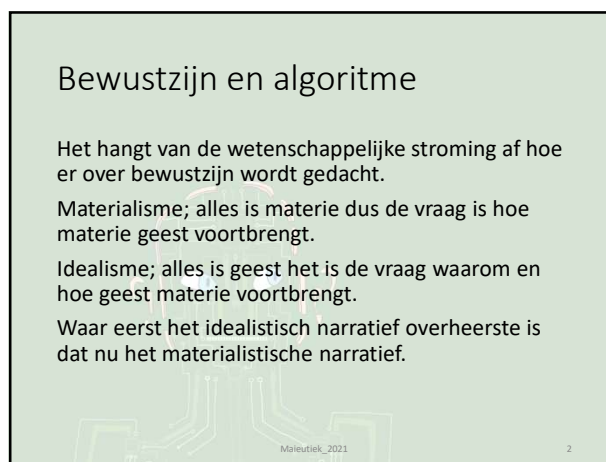 Bewustzijn en algoritme
Het hangt van de wetenschappelijke stroming af hoe
er over bewustzijn wordt gedacht.
Materialisme; alles is materie dus de vraag is hoe
materie geest voortbrengt.
Idealisme; alles is geest het is de vraag waarom en
hoe geest materie voortbrengt.
Waar eerst het idealistisch narratief overheerste is
dat nu het materialistische narratief.
Maieutiek_2021 2